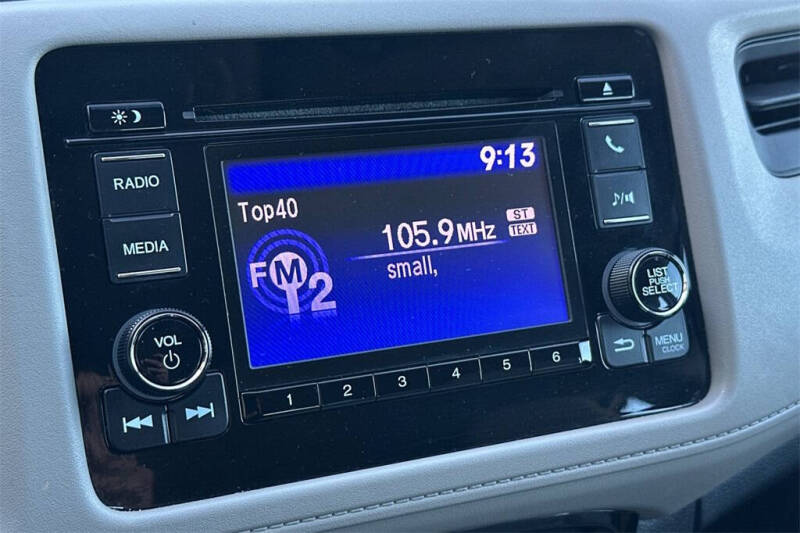 9:13
RADIO
Top40
ST
105.9MHz
TEXT
MEDIA
FM2
small,
LIST
PUSH
SELECT
VOL
MENU
CLOCK
1 2 3 4 5 6